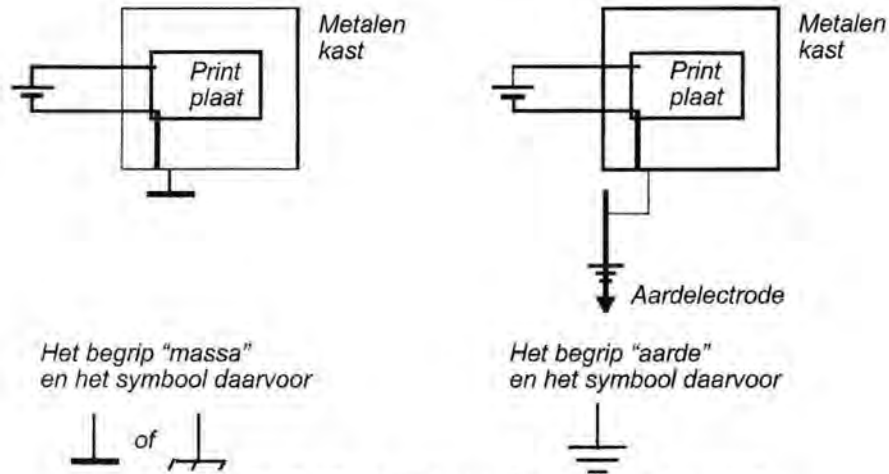 Metalen
kast
Print
plaat
Metalen
kast
Print
plaat
Aardelectrode
Het begrip "massa"
en het symbool daarvoor
of
Het begrip "aarde"
en het symbool daarvoor